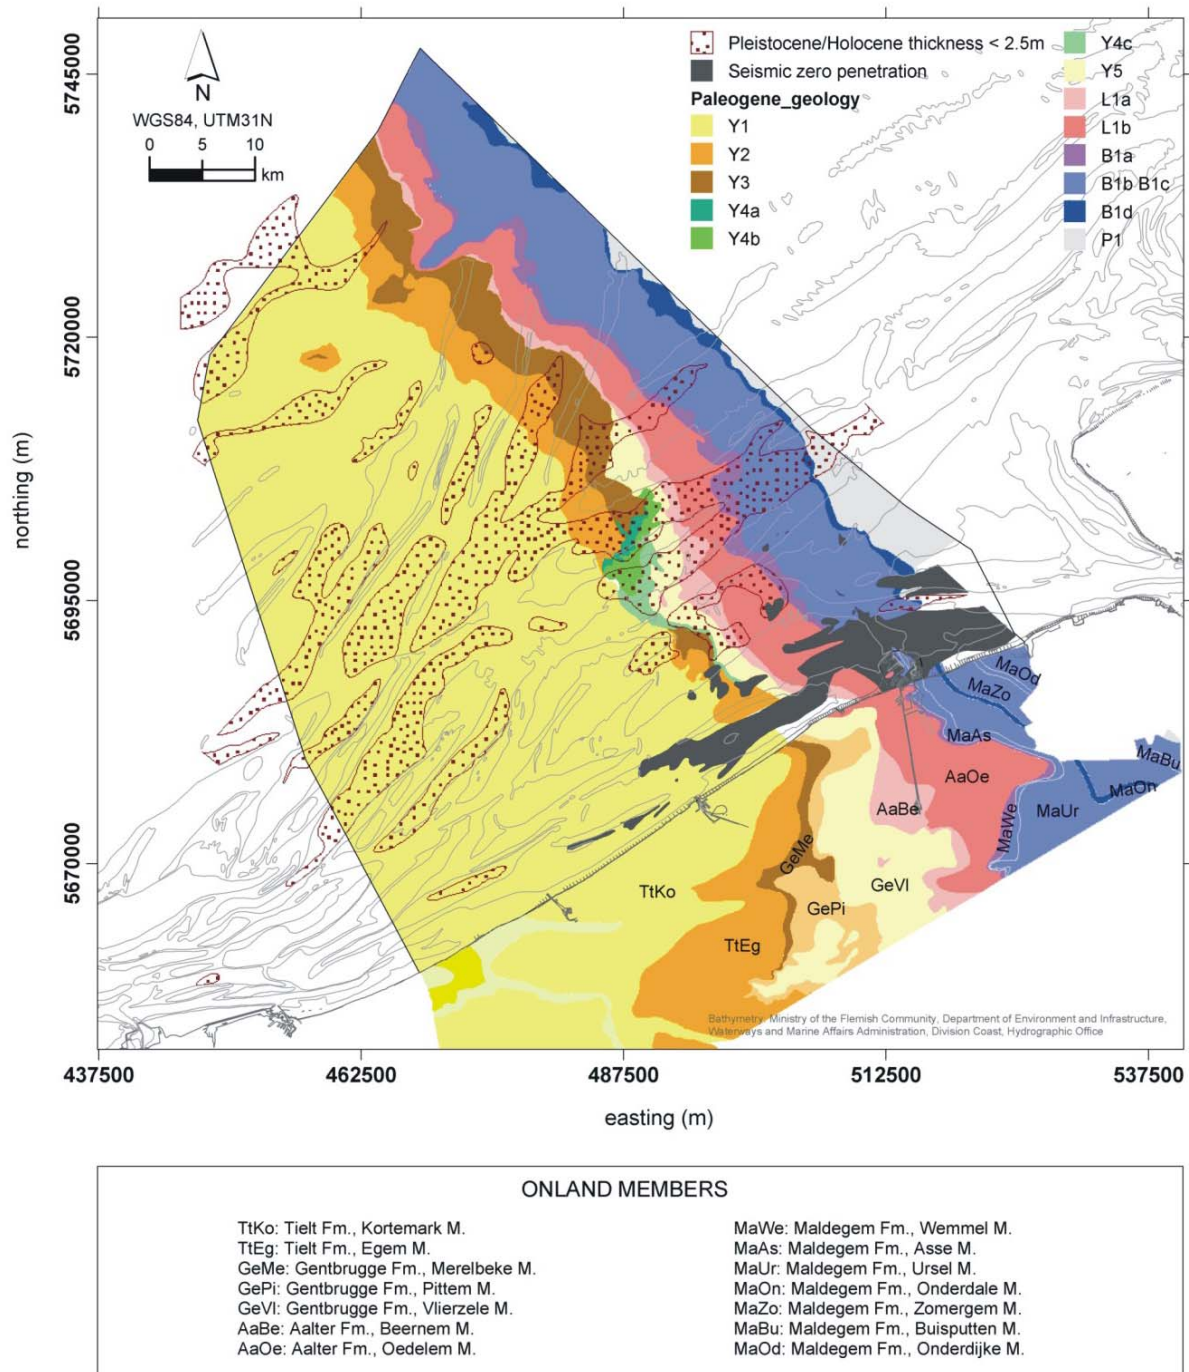 N
WGS84, UTM31N
0 5 10
km
Pleistocene/Holocene thickness < 2.5m
Seismic zero penetration
Paleogene_geology
Y1
Y2
Y3
Y4a
Y4b
Y4c
Y5
L1a
L1b
B1a
B1b B1c
B1d
P1
5745000
5720000
5695000
5670000
northing (m)
MaOd
MaZo
MaAs
MaBu
MaOn
AaOe
AaBe
MaWe
MaUr
GeMe
GeVl
TtKo
GePi
TtEg
Bathymetry: Ministry of the Flemish Community, Department of Environment and Infrastructure,
Waterways and Marine Affairs Administration, Division Coast, Hydrographic Office
437500 462500 487500 512500 537500
easting (m)
ONLAND MEMBERS
TtKo: Tielt Fm., Kortemark M.
TtEg: Tielt Fm., Egem M.
GeMe: Gentbrugge Fm., Merelbeke M.
GePi: Gentbrugge Fm., Pittem M.
GeVl: Gentbrugge Fm., Vlierzele M.
AaBe: Aalter Fm., Beernem M.
AaOe: Aalter Fm., Oedelem M.
MaWe: Maldegem Fm., Wemmel M.
MaAs: Maldegem Fm., Asse M.
MaUr: Maldegem Fm., Ursel M.
MaOn: Maldegem Fm., Onderdale M.
MaZo: Maldegem Fm., Zomergem M.
MaBu: Maldegem Fm., Buisputten M.
MaOd: Maldegem Fm., Onderdijke M.